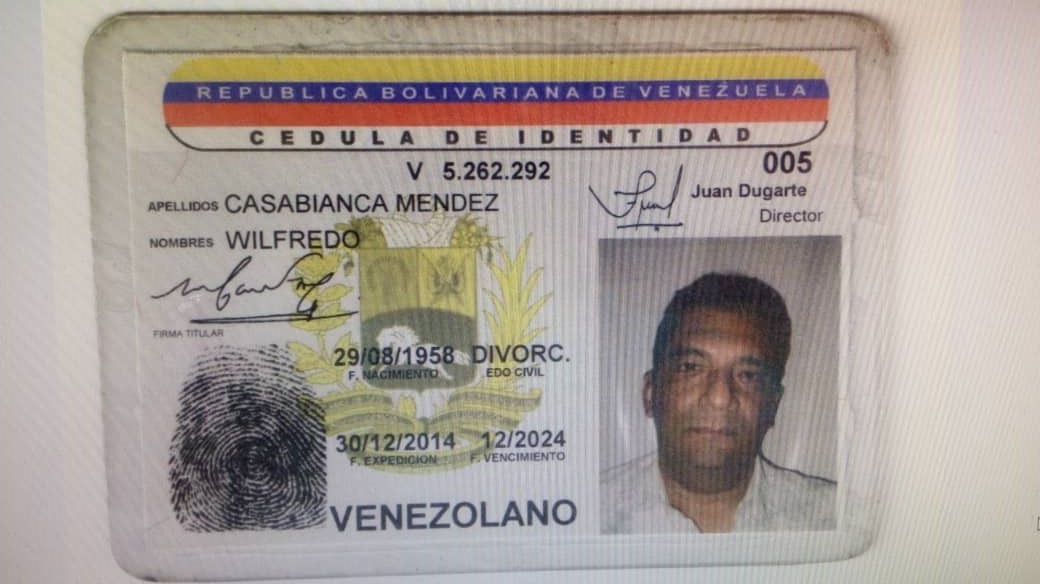 REPUBLICA BOLIVARIANA DE VENEZUELA
CEDULA DE IDENTIDAD
V 5.262.292
005
APELLIDOS CASABIANCA MENDEZ
Juan Dugarte
Director
NOMBRES WILFREDO
FIRMA TITULAR
29/08/1958 DIVORC.
F. NACIMIENTO EDO CIVIL
30/12/2014 12/2024
F. EXPEDICION F. VENCIMIENTO
VENEZOLANO